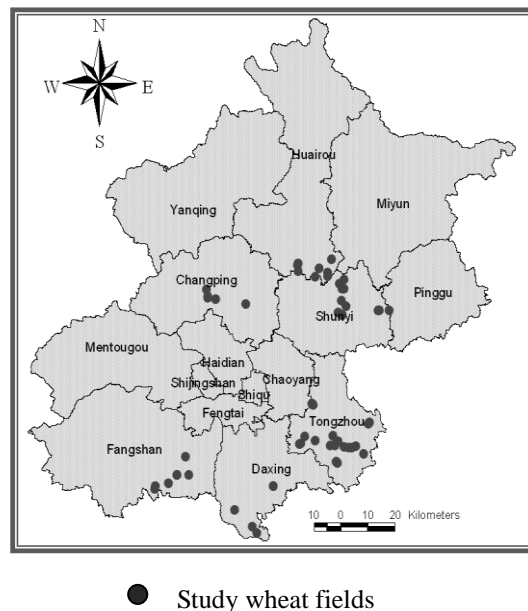 N
W E
S
Huairou
Miyun
Yanqing
Changping
Pinggu
Shunyi
Mentougou
Haidian
Shijingshan
Shaoyang
Shiqu
Fengtai
Tongzhou
Fangshan
Daxing
10 0 10 20 Kilometers
Study wheat fields